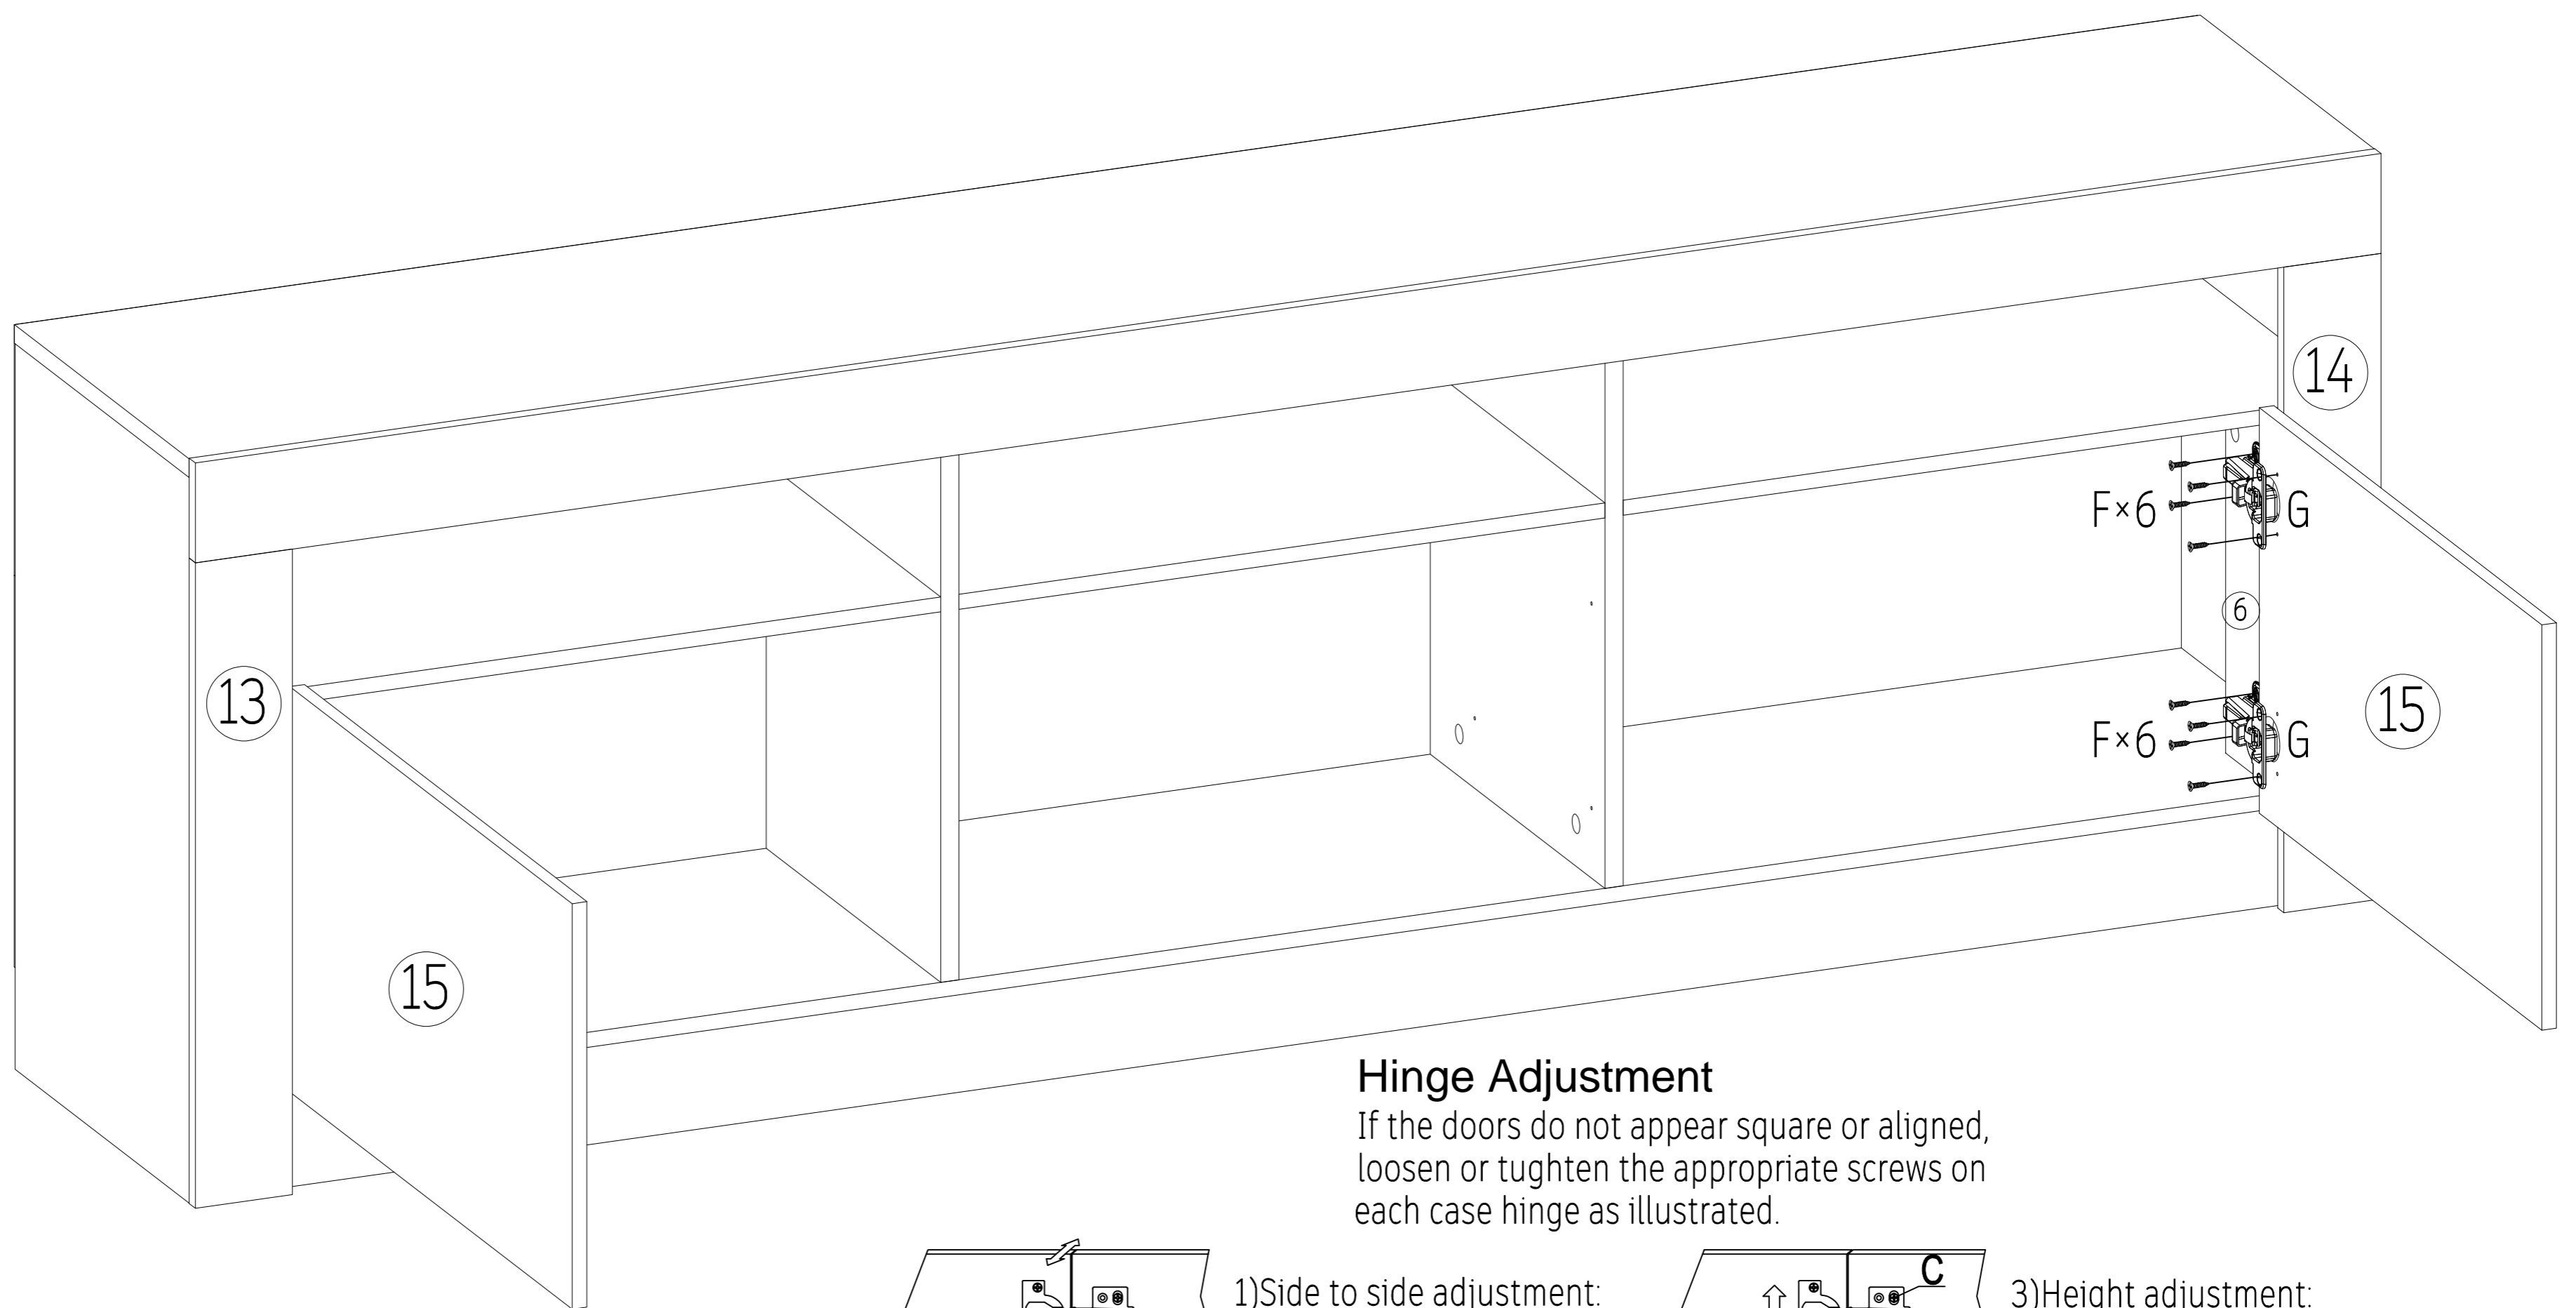 14
F×6 G
6
13
15
F×6 G
15
Hinge Adjustment
If the doors do not appear square or aligned,
loosen or tughten the appropriate screws on
each case hinge as illustrated.
C
1)Side to side adjustment:
3)Height adjustment: